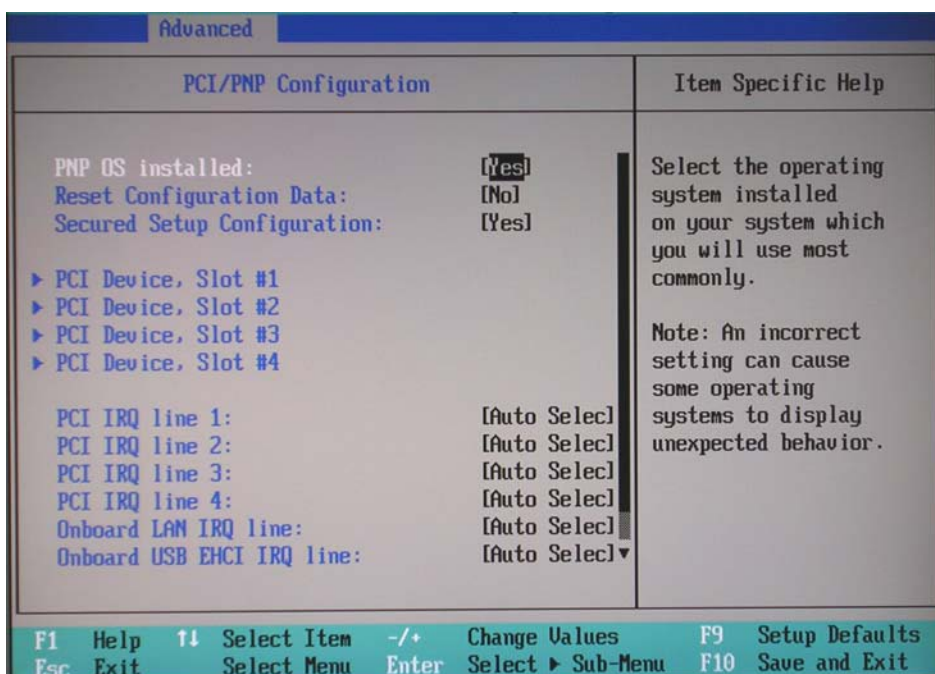 Advanced
PCI/PNP Configuration
Item Specific Help
PNP OS installed: [Yes]
Reset Configuration Data: [No]
Secured Setup Configuration: [Yes]
▶ PCI Device, Slot #1
▶ PCI Device, Slot #2
▶ PCI Device, Slot #3
▶ PCI Device, Slot #4
PCI IRQ line 1: [Auto Selec]
PCI IRQ line 2: [Auto Selec]
PCI IRQ line 3: [Auto Selec]
PCI IRQ line 4: [Auto Selec]
Onboard LAN IRQ line: [Auto Selec]
Onboard USB EHCI IRQ line: [Auto Selec]
Select the operating
system installed
on your system which
you will use most
commonly.
Note: An incorrect
setting can cause
some operating
systems to display
unexpected behavior.
F1 Help ↑↓ Select Item -/+ Change Values F9 Setup Defaults
Esc Exit Select Menu Enter Select ▶ Sub-Menu F10 Save and Exit